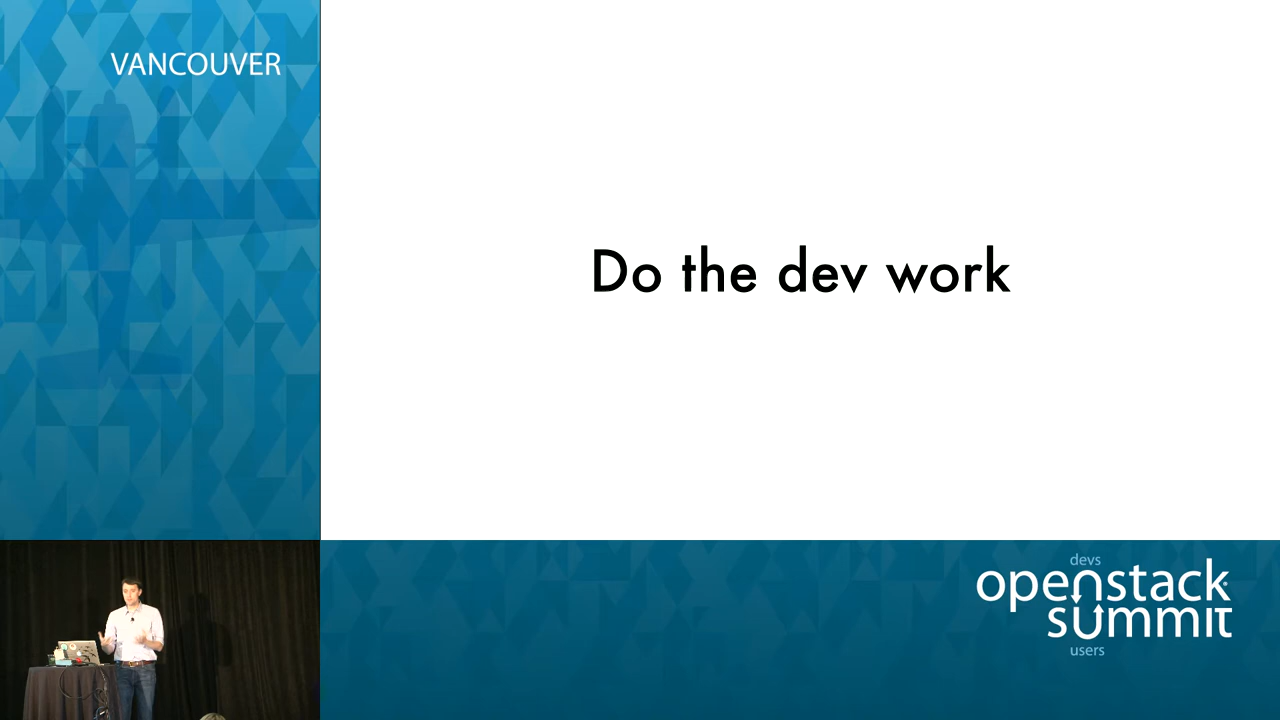 VANCOUVER
Do the dev work
devs
openstack
summit
users